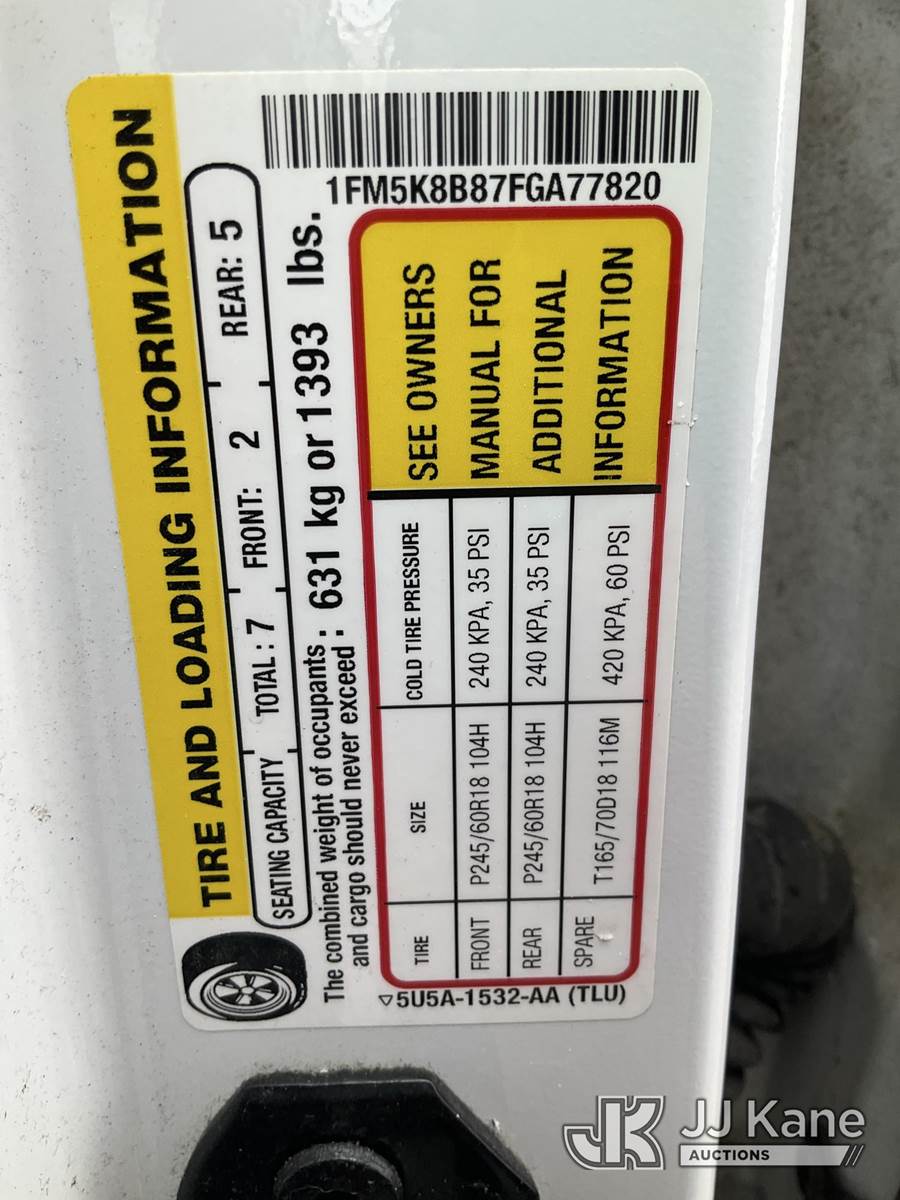 TIRE AND LOADING INFORMATION
SEATING CAPACITY TOTAL : 7 FRONT: 2 REAR: 5
The combined weight of occupants : 631 kg or 1393 lbs.
and cargo should never exceed :
1FM5K8B87FGA77820
TIRE SIZE COLD TIRE PRESSURE
FRONT P245/60R18 104H 240 KPA, 35 PSI
REAR P245/60R18 104H 240 KPA, 35 PSI
SPARE T165/70D18 116M 420 KPA, 60 PSI
SEE OWNERS
MANUAL FOR
ADDITIONAL
INFORMATION
5U5A-1532-AA (TLU)
JK JJ Kane
AUCTIONS